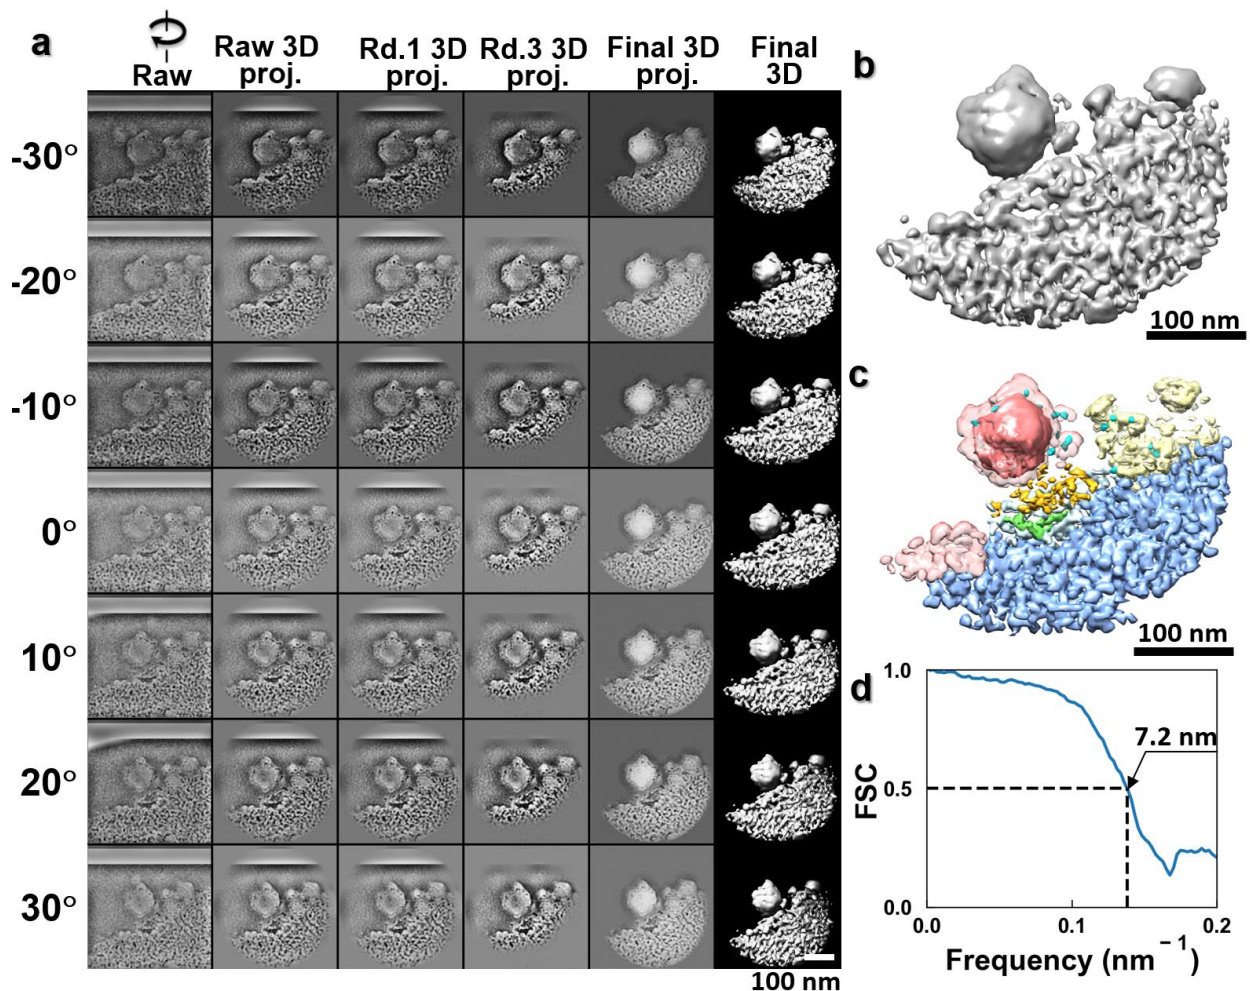 a
Raw
Raw 3D
proj.
Rd.1 3D
proj.
Rd.3 3D
proj.
Final 3D
proj.
Final
3D
-30°
-20°
-10°
0°
10°
20°
30°
100 nm
b
100 nm
c
100 nm
d
1.0
0.5
0.0
FSC
7.2 nm
0.0
0.1
0.2
Frequency (nm⁻¹)